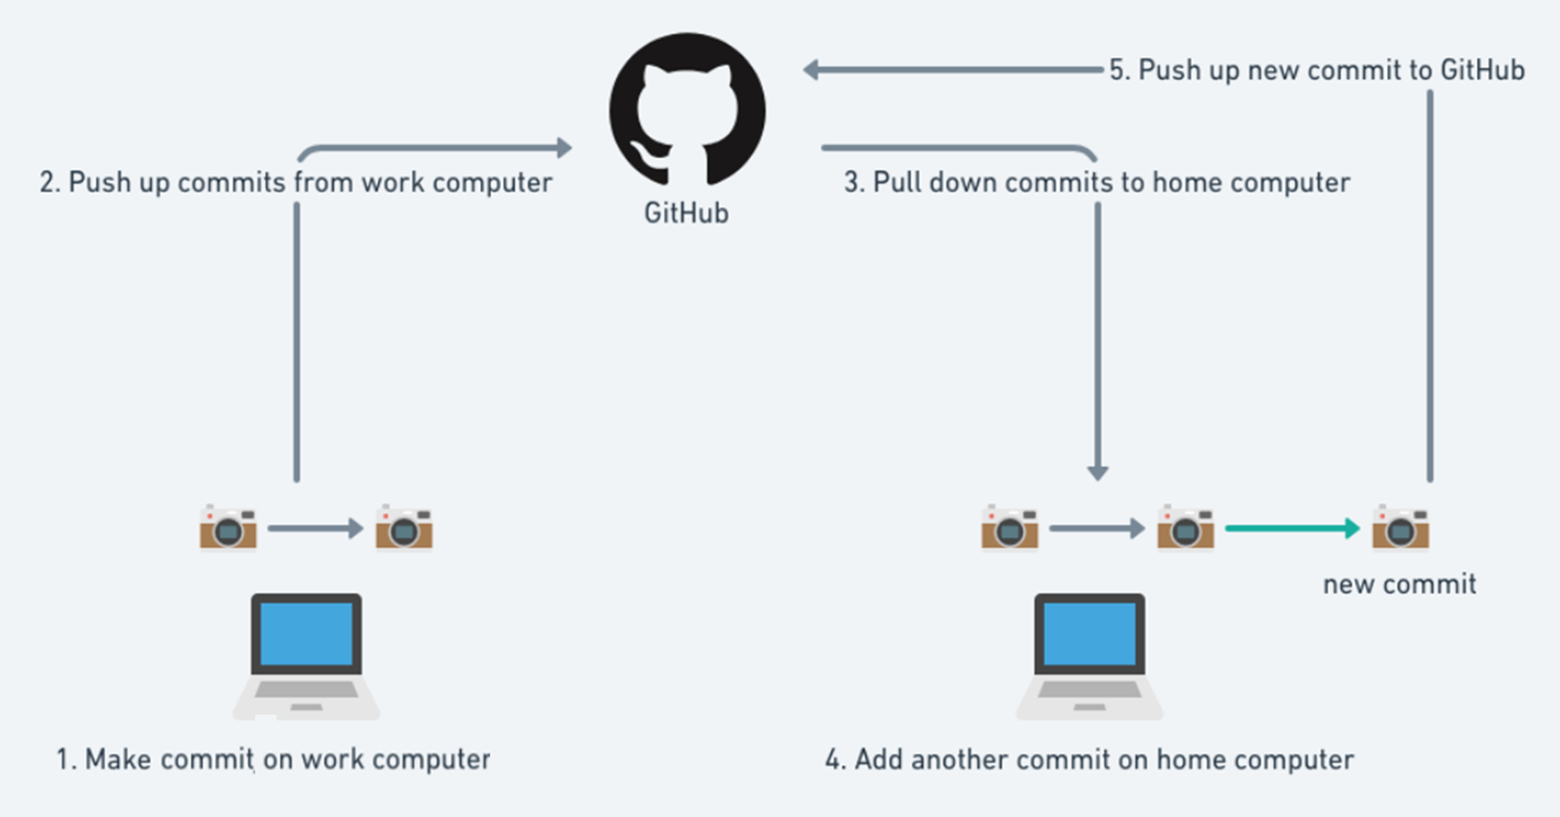 5. Push up new commit to GitHub
2. Push up commits from work computer
3. Pull down commits to home computer
GitHub
new commit
1. Make commit on work computer
4. Add another commit on home computer